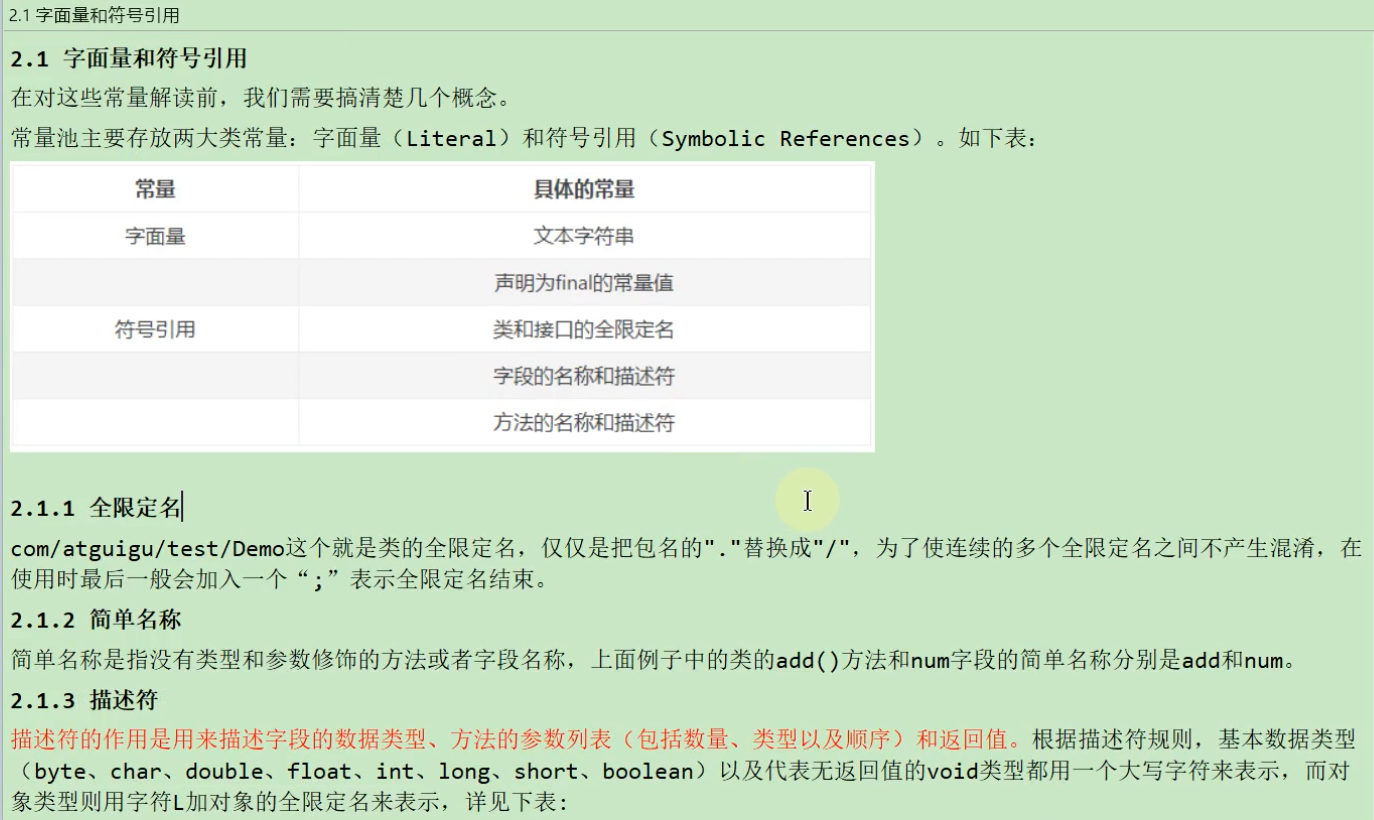 2.1 字面量和符号引用
2.1 字面量和符号引用
在对这些常量解读前，我们需要搞清楚几个概念。
常量池主要存放两大类常量：字面量（Literal）和符号引用（Symbolic References）。如下表：
常量 具体的常量
字面量 文本字符串
声明为final的常量值
符号引用 类和接口的全限定名
字段的名称和描述符
方法的名称和描述符
2.1.1 全限定名
com/atguigu/test/Demo这个就是类的全限定名，仅仅是把包名的"."替换成"/"，为了使连续的多个全限定名之间不产生混淆，在
使用时最后一般会加入一个“;”表示全限定名结束。
2.1.2 简单名称
简单名称是指没有类型和参数修饰的方法或者字段名称，上面例子中的类的add()方法和num字段的简单名称分别是add和num。
2.1.3 描述符
描述符的作用是用来描述字段的数据类型、方法的参数列表（包括数量、类型以及顺序）和返回值。根据描述符规则，基本数据类型
（byte、char、double、float、int、long、short、boolean）以及代表无返回值的void类型都用一个大写字符来表示，而对
象类型则用字符L加对象的全限定名来表示，详见下表：